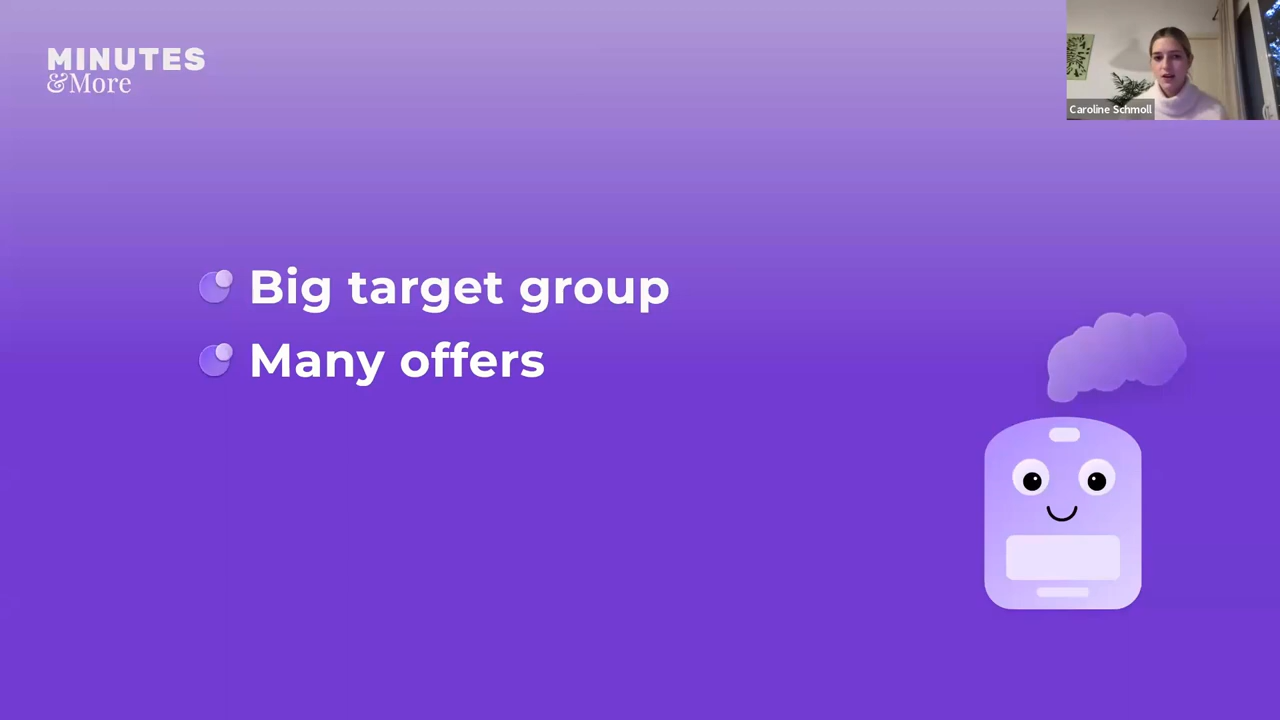 MINUTES
&More
Caroline Schmoll
Big target group
Many offers